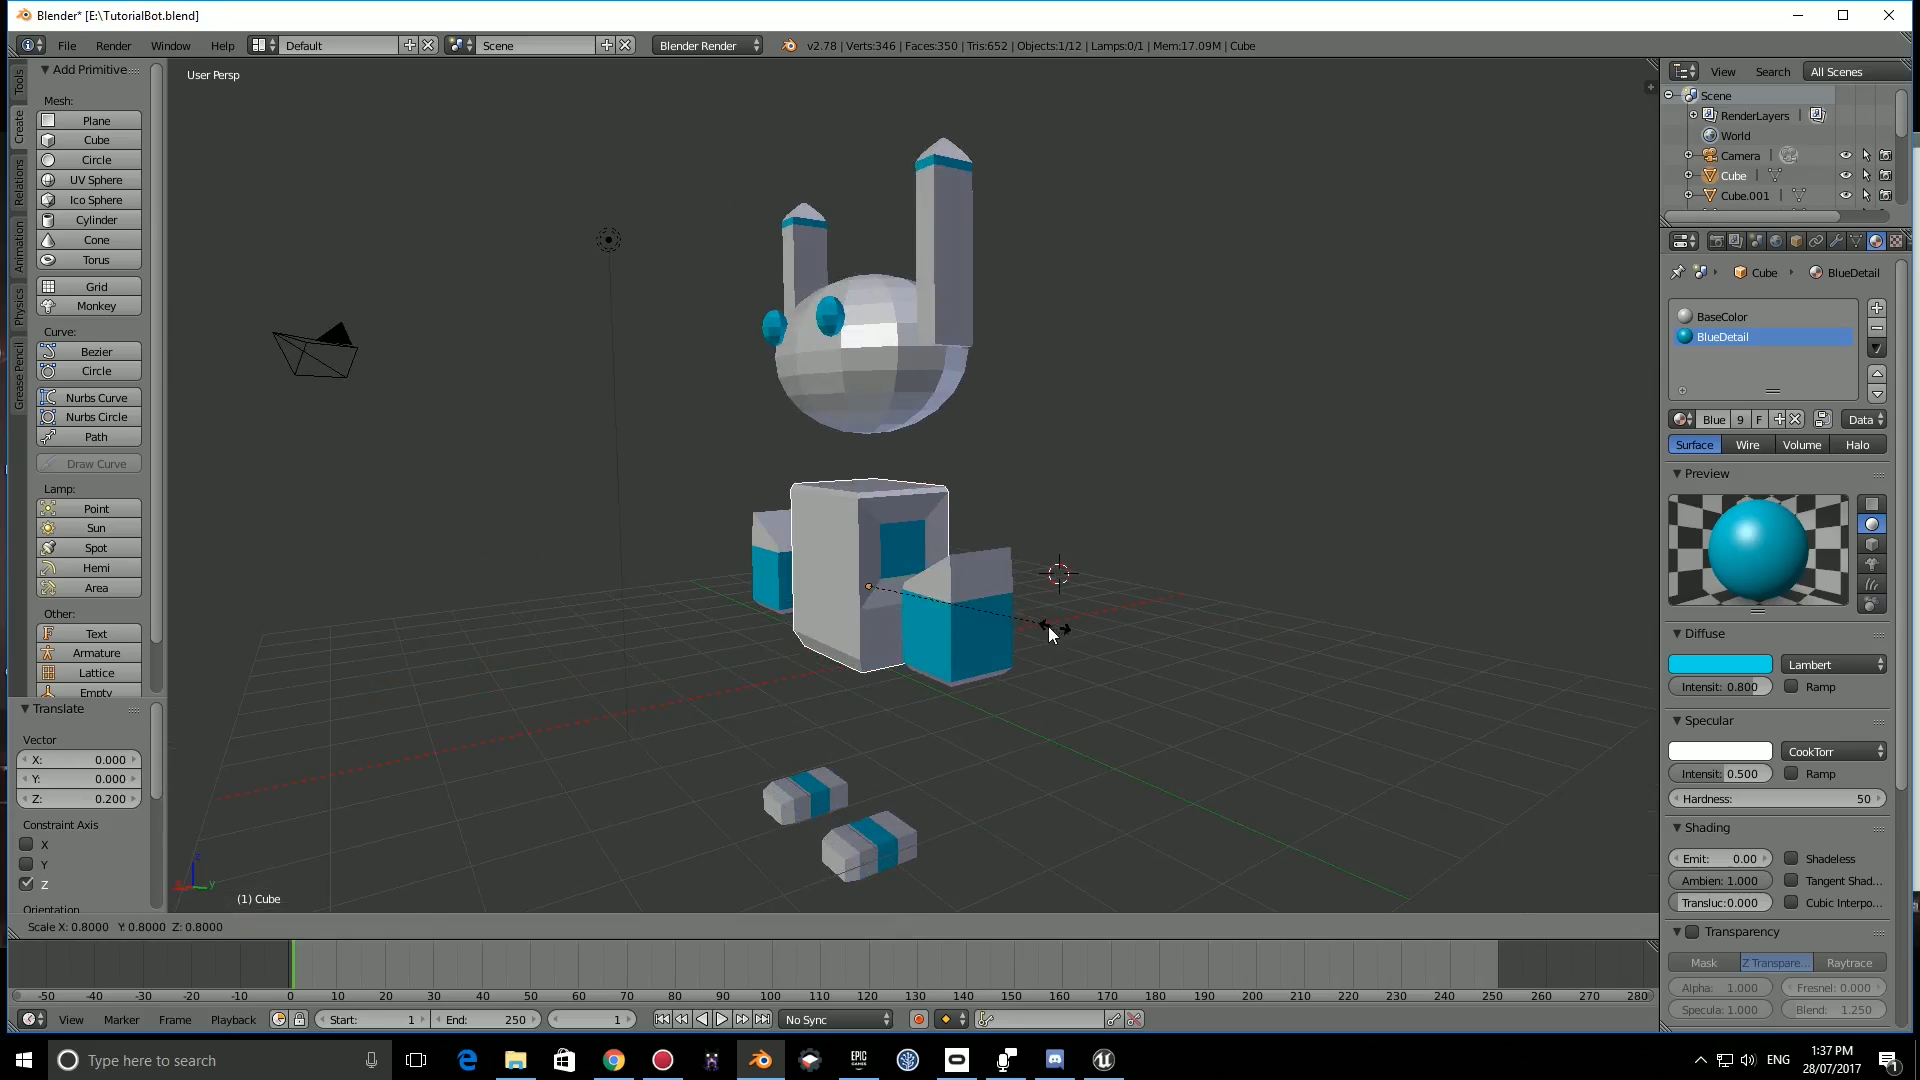 Blender* [E:\TutorialBot.blend]
File Render Window Help Default Scene Blender Render v2.78 | Verts:346 | Faces:350 | Tris:652 | Objects:1/12 | Lamps:0/1 | Mem:17.09M | Cube
Tools
Create
Relations
Animation
Physics
Grease Pencil
Add Primitive
Mesh:
Plane
Cube
Circle
UV Sphere
Ico Sphere
Cylinder
Cone
Torus
Grid
Monkey
Curve:
Bezier
Circle
Nurbs Curve
Nurbs Circle
Path
Draw Curve
Lamp:
Point
Sun
Spot
Hemi
Area
Other:
Text
Armature
Lattice
Empty
Translate
Vector
X: 0.000
Y: 0.000
Z: 0.200
Constraint Axis
X
Y
Z
Orientation
User Persp
z
x y
(1) Cube
Scale X: 0.8000 Y: 0.8000 Z: 0.8000
View Search All Scenes
Scene
RenderLayers
World
Camera
Cube
Cube.001
Cube BlueDetail
BaseColor
BlueDetail
Blue 9 F Data
Surface Wire Volume Halo
Preview
Diffuse
Lambert
Intensit: 0.800 Ramp
Specular
CookTorr
Intensit: 0.500 Ramp
Hardness: 50
Shading
Emit: 0.00 Shadeless
Ambien: 1.000 Tangent Shad...
Transluc:0.000 Cubic Interpo...
Transparency
Mask Z Transpare... Raytrace
Alpha: 1.000 Fresnel: 0.000
Specula: 1.000 Blend: 1.250
-50 -40 -30 -20 -10 0 10 20 30 40 50 60 70 80 90 100 110 120 130 140 150 160 170 180 190 200 210 220 230 240 250 260 270 280
View Marker Frame Playback Start: 1 End: 250 1 No Sync
Type here to search
EPIC GAMES
ENG
1:37 PM
28/07/2017
1